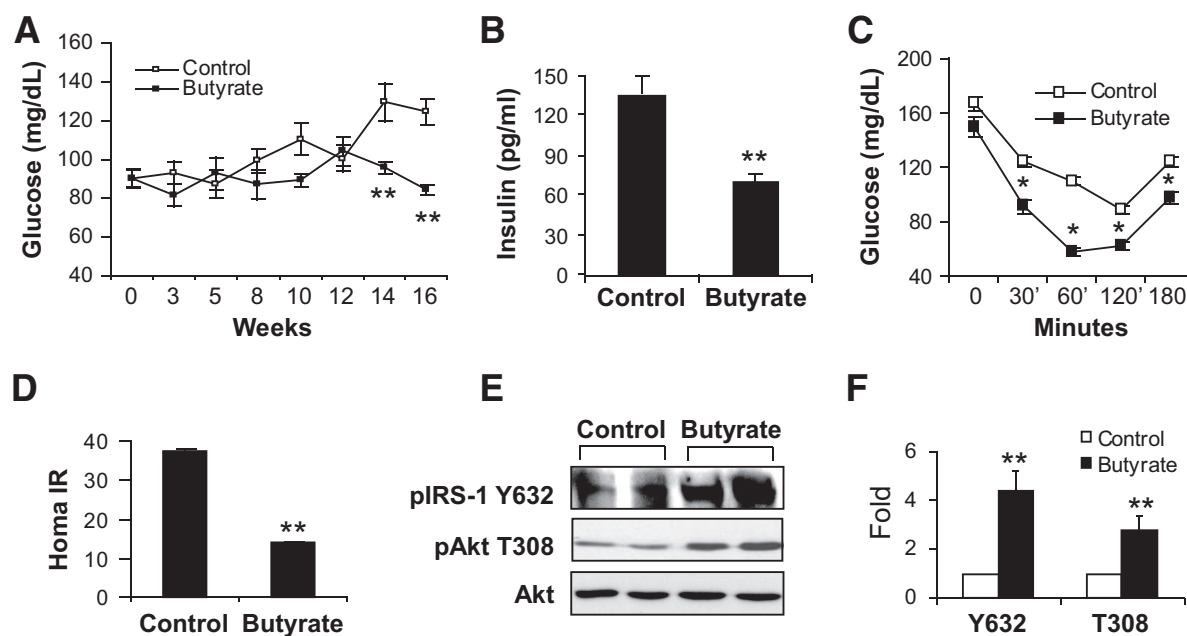 A
160
140
120
100
80
60
40
Glucose (mg/dL)
Control
Butyrate
**
**
0 3 5 8 10 12 14 16
Weeks
B
150
120
90
60
30
0
Insulin (pg/ml)
**
Control Butyrate
C
200
160
120
80
40
Glucose (mg/dL)
Control
Butyrate
* * * *
0 30' 60' 120' 180
Minutes
D
40
30
20
10
0
Homa IR
**
Control Butyrate
E
Control Butyrate
pIRS-1 Y632
pAkt T308
Akt
F
6
4
2
0
Fold
Control
Butyrate
**
**
Y632 T308